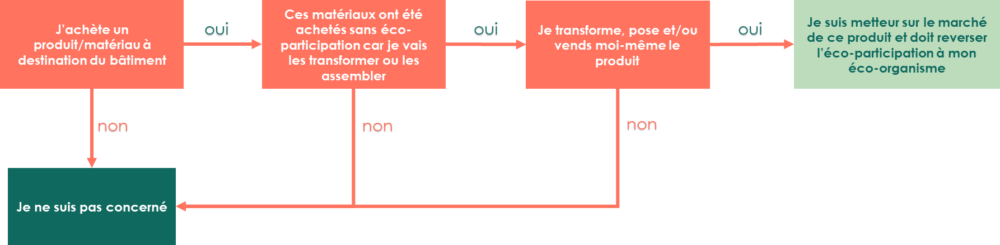 J'achète un
produit/matériau à
destination du bâtiment
oui
Ces matériaux ont été
achetés sans éco-
participation car je vais
les transformer ou les
assembler
oui
Je transforme, pose et/ou
vends moi-même le
produit
oui
Je suis metteur sur le marché
de ce produit et doit reverser
l'éco-participation à mon
éco-organisme
non
non
non
Je ne suis pas concerné